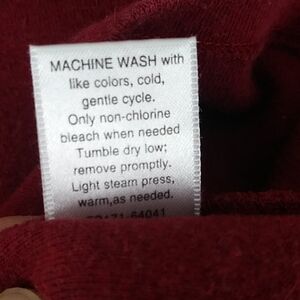 MACHINE WASH with
like colors, cold,
gentle cycle.
Only non-chlorine
bleach when needed
Tumble dry low;
remove promptly.
Light steam press,
warm,as needed.